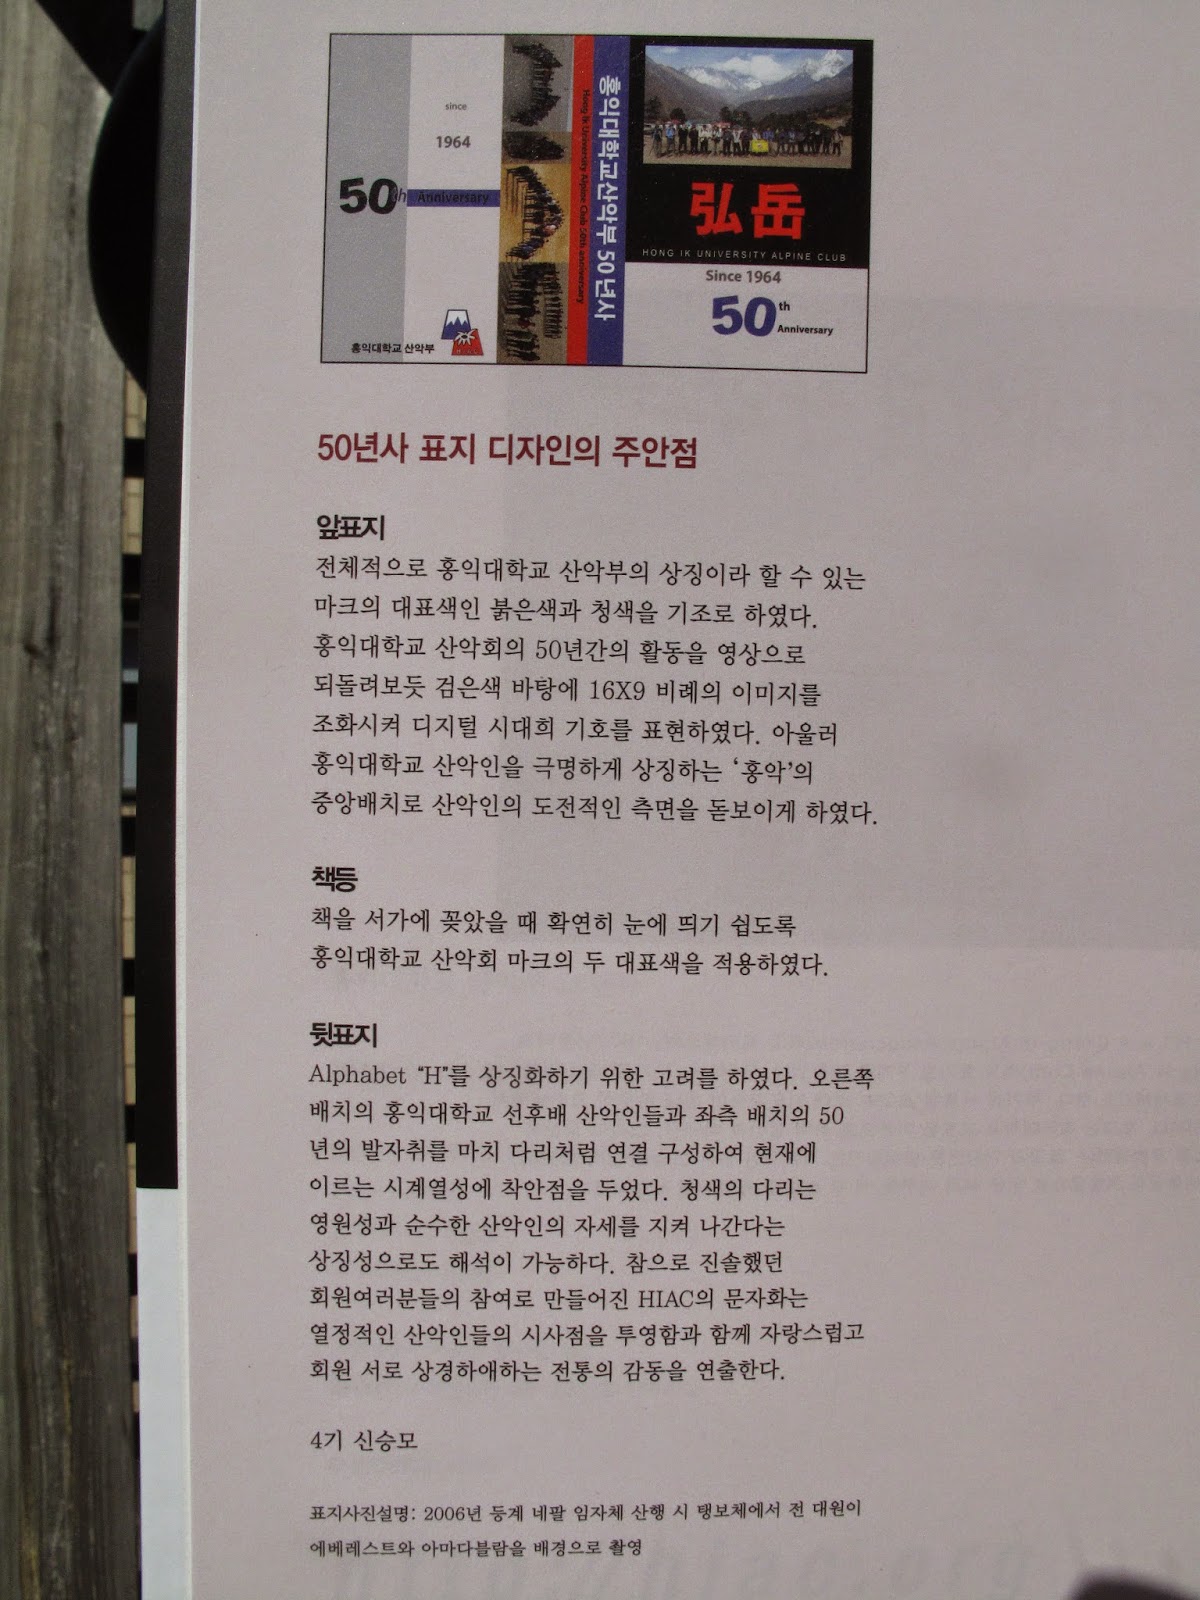 since
1964
50th Anniversary
홍익대학교 산악부
Hong Ik University Alpine Club 50th anniversary
홍익대학교산악부 50년사
弘岳
HONG IK UNIVERSITY ALPINE CLUB
Since 1964
50th
Anniversary
50년사 표지 디자인의 주안점
앞표지
전체적으로 홍익대학교 산악부의 상징이라 할 수 있는
마크의 대표색인 붉은색과 청색을 기조로 하였다.
홍익대학교 산악회의 50년간의 활동을 영상으로
되돌려보듯 검은색 바탕에 16X9 비례의 이미지를
조화시켜 디지털 시대희 기호를 표현하였다. 아울러
홍익대학교 산악인을 극명하게 상징하는 ‘홍악’의
중앙배치로 산악인의 도전적인 측면을 돋보이게 하였다.
책등
책을 서가에 꽂았을 때 확연히 눈에 띄기 쉽도록
홍익대학교 산악회 마크의 두 대표색을 적용하였다.
뒷표지
Alphabet “H”를 상징화하기 위한 고려를 하였다. 오른쪽
배치의 홍익대학교 선후배 산악인들과 좌측 배치의 50
년의 발자취를 마치 다리처럼 연결 구성하여 현재에
이르는 시계열성에 착안점을 두었다. 청색의 다리는
영원성과 순수한 산악인의 자세를 지켜 나간다는
상징성으로도 해석이 가능하다. 참으로 진솔했던
회원여러분들의 참여로 만들어진 HIAC의 문자화는
열정적인 산악인들의 시사점을 투영함과 함께 자랑스럽고
회원 서로 상경하애하는 전통의 감동을 연출한다.
4기 신승모
표지사진설명: 2006년 동계 네팔 임자체 산행 시 탱보체에서 전 대원이
에베레스트와 아마다블람을 배경으로 촬영